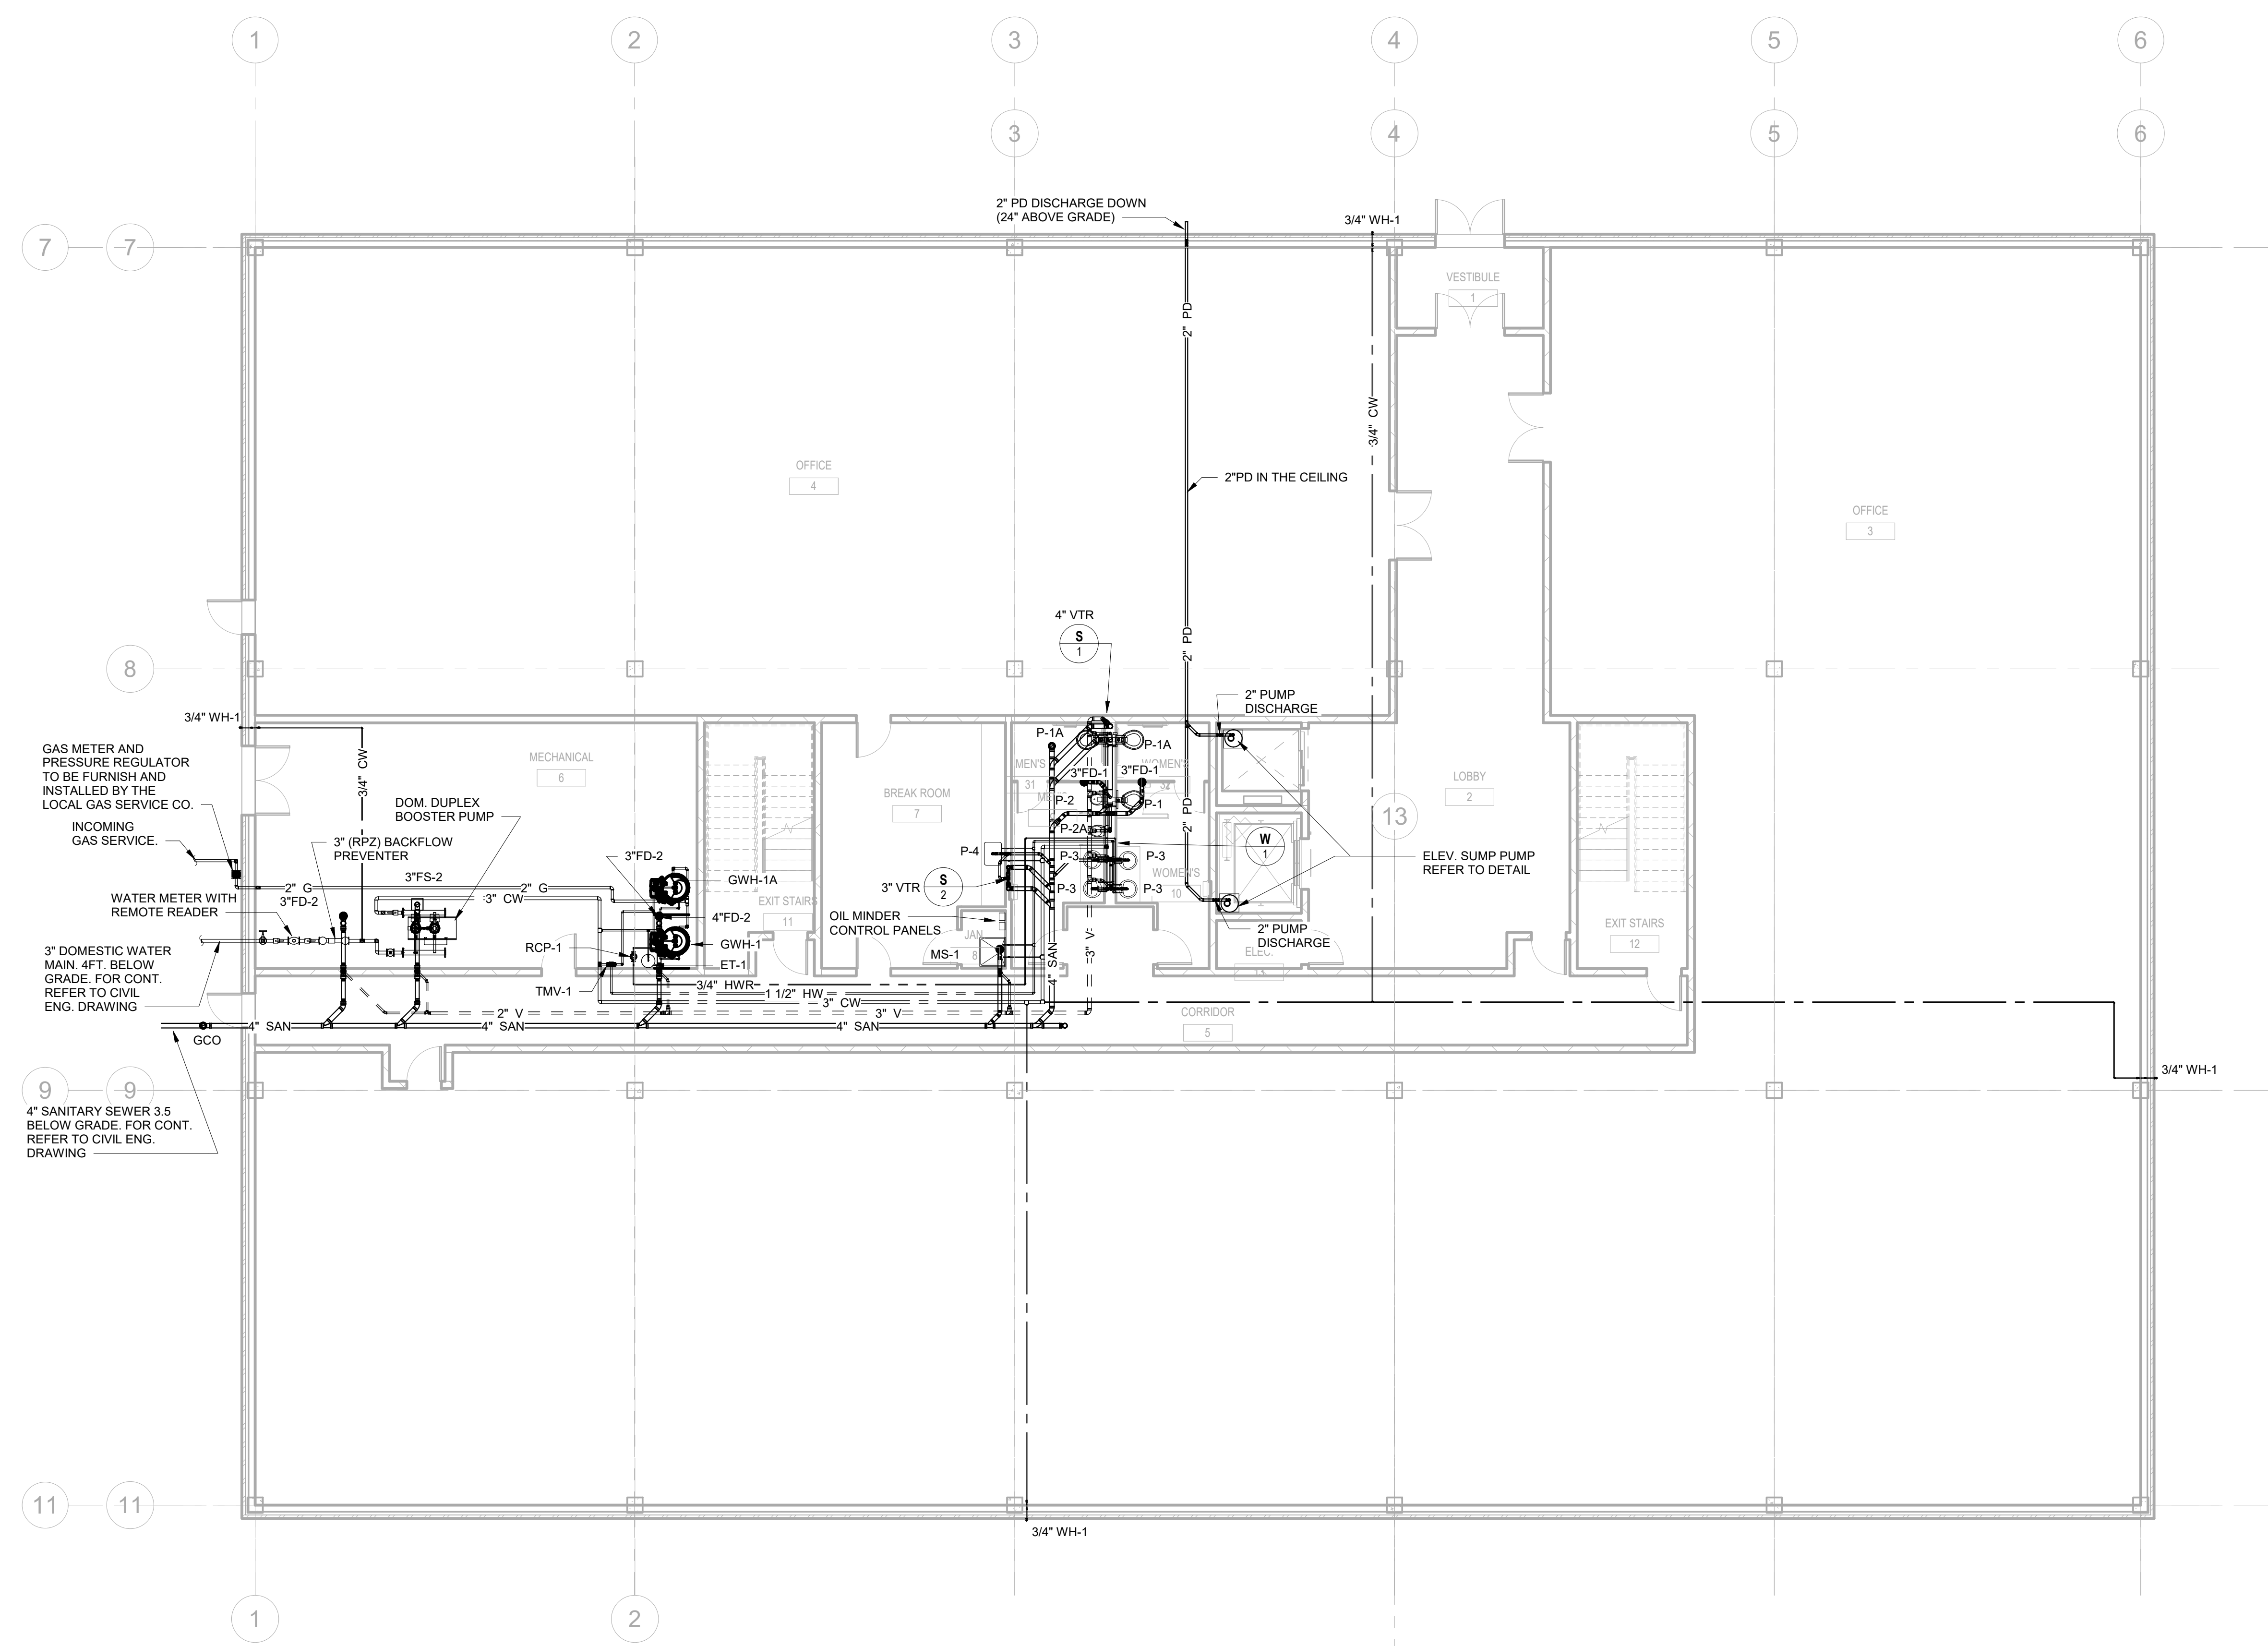 1
2
3
4
5
6
3
4
5
6
2" PD DISCHARGE DOWN
(24" ABOVE GRADE)
3/4" WH-1
7
7
VESTIBULE
1
2" PD
3/4" CW
OFFICE
4
2"PD IN THE CEILING
OFFICE
3
4" VTR
S
1
2" PD
8
2" PUMP
DISCHARGE
3/4" WH-1
GAS METER AND
PRESSURE REGULATOR
TO BE FURNISH AND
INSTALLED BY THE
LOCAL GAS SERVICE CO.
3/4" CW
MECHANICAL
6
P-1A
P-1A
MEN'S
31
WOMEN'S
3"FD-1
3"FD-1
LOBBY
2
DOM. DUPLEX
BOOSTER PUMP
BREAK ROOM
7
P-2
P-1
2" PD
13
INCOMING
GAS SERVICE.
3" (RPZ) BACKFLOW
PREVENTER
P-2A
W
1
3"FD-2
P-4
P-3
P-3
ELEV. SUMP PUMP
REFER TO DETAIL
3"FS-2
GWH-1A
WOMEN'S
10
2" G
2" G
3" VTR
S
2
P-3
P-3
WATER METER WITH
REMOTE READER
3"FD-2
3" CW
EXIT STAIRS
11
4"FD-2
OIL MINDER
CONTROL PANELS
EXIT STAIRS
12
2" PUMP
DISCHARGE
3" DOMESTIC WATER
MAIN. 4FT. BELOW
GRADE. FOR CONT.
REFER TO CIVIL
ENG. DRAWING
RCP-1
GWH-1
JAN
8
MS-1
ELEC.
ET-1
4" SAN
3" V
TMV-1
3/4" HWR
1 1/2" HW
3" CW
2" V
3" V
CORRIDOR
5
4" SAN
4" SAN
4" SAN
GCO
3/4" WH-1
9
9
4" SANITARY SEWER 3.5
BELOW GRADE. FOR CONT.
REFER TO CIVIL ENG.
DRAWING
11
11
3/4" WH-1
1
2